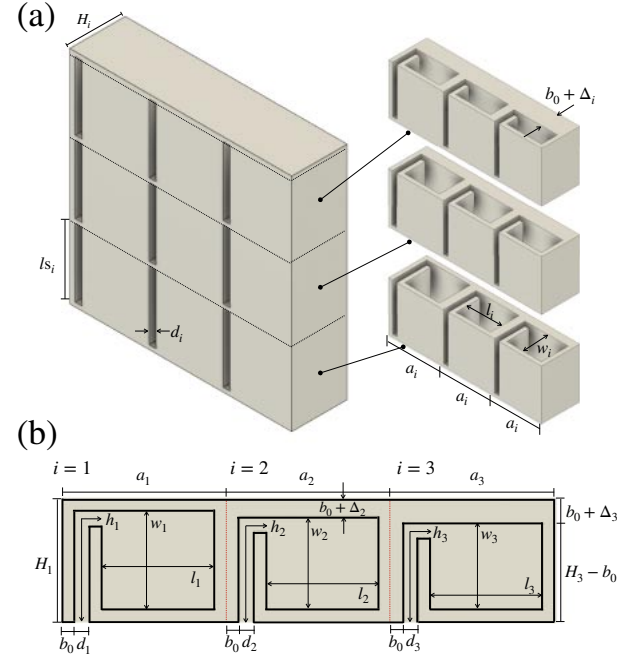 (a)
H_i
b_0 + Δ_i
ls_i
d_i
l_i
w_i
a_i
a_i
a_i
(b)
i = 1 a_1 i = 2 a_2 i = 3 a_3
b_0 + Δ_2 b_0 + Δ_3
h_1 w_1 h_2 w_2 h_3 w_3
H_1 H_3 − b_0
l_1 l_2 l_3
b_0 d_1 b_0 d_2 b_0 d_3